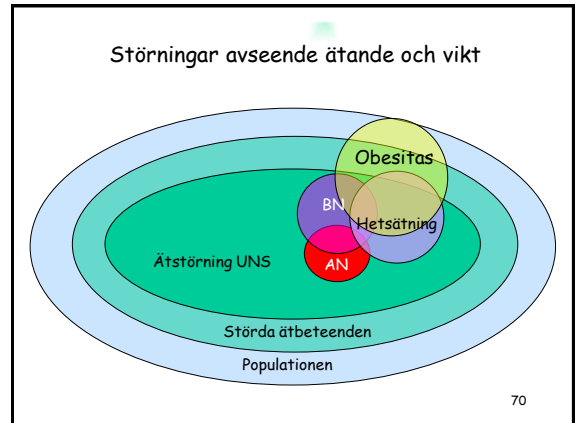 Störningar avseende ätande och vikt
Obesitas
BN
Hetsätning
AN
Ätstörning UNS
Störda ätbeteenden
Populationen
70